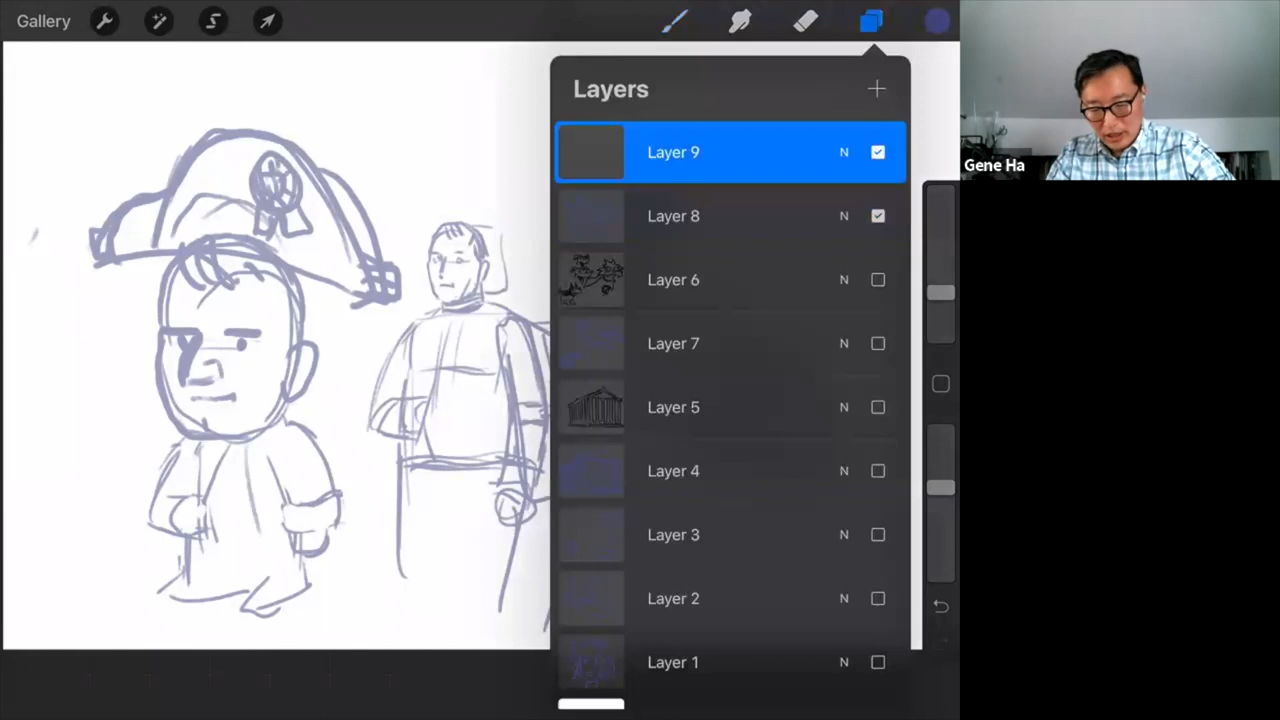 Gallery
Layers
Layer 9 N
Layer 8 N
Layer 6 N
Layer 7 N
Layer 5 N
Layer 4 N
Layer 3 N
Layer 2 N
Layer 1 N
Gene Ha